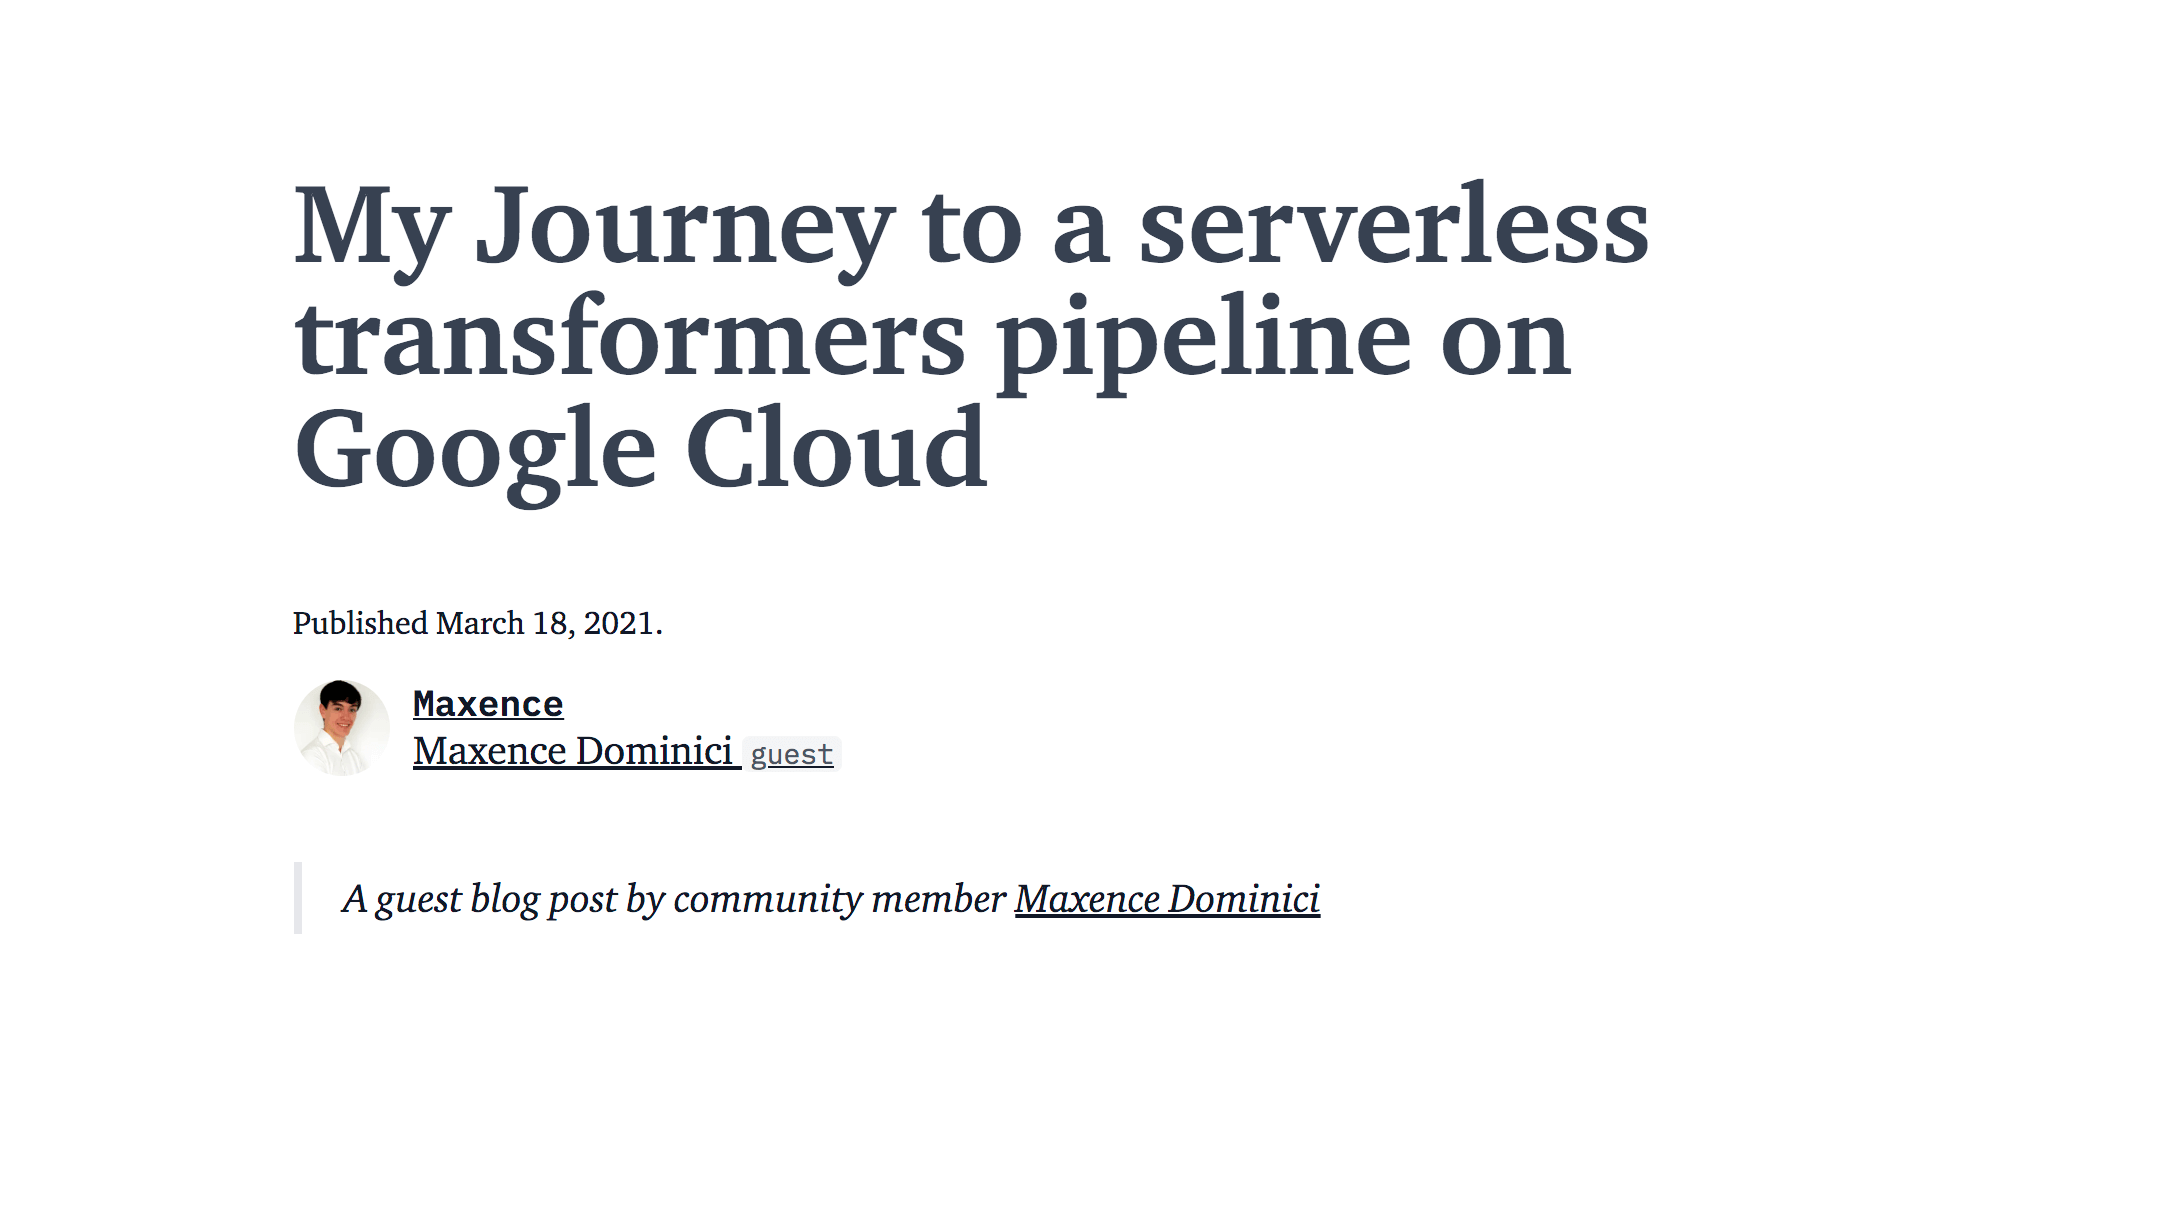 My Journey to a serverless
transformers pipeline on
Google Cloud
Published March 18, 2021.
Maxence
Maxence Dominici guest
A guest blog post by community member Maxence Dominici